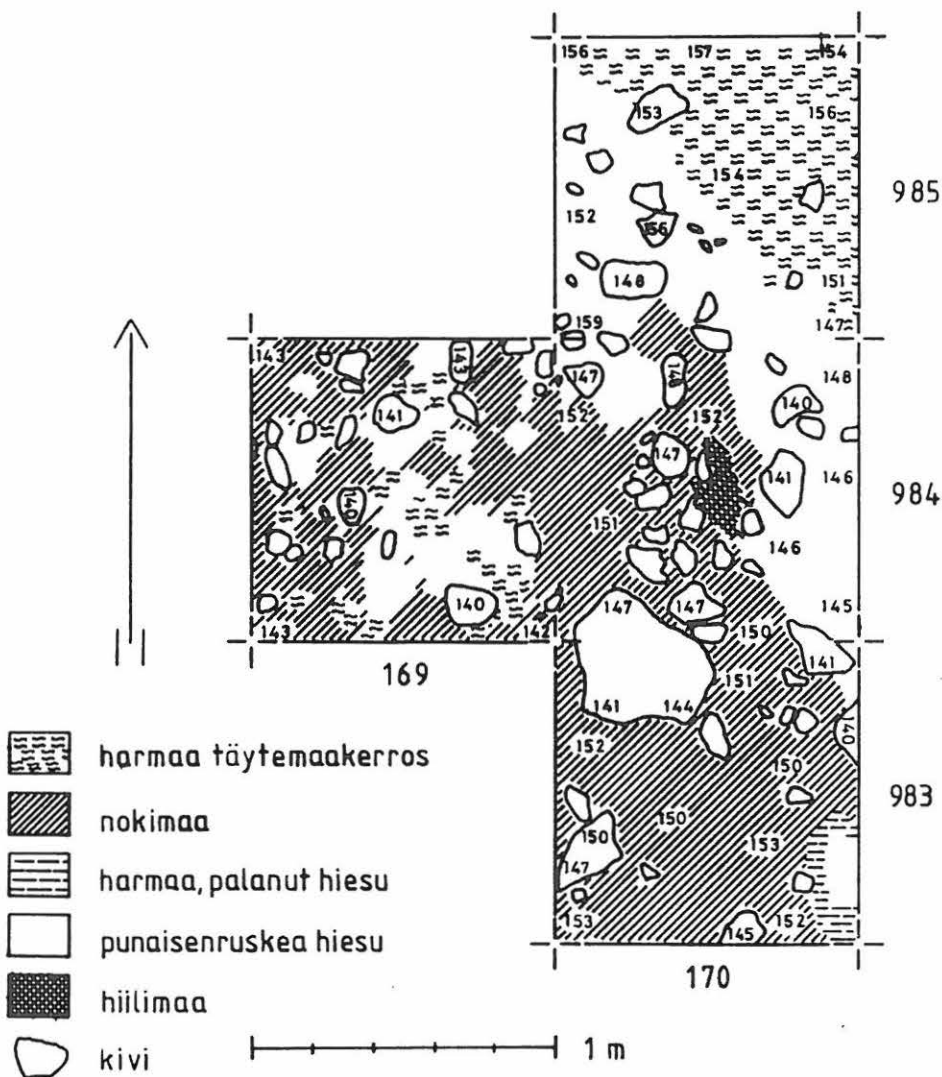 156 157 154
153 156
154
985
152
156
148 151
159 147
143 143 147 148 148
141 152 152 140
147 141 146
140 984
151 146
140 147 147 145
143 142 150
169 141
151
141 144 140
152 150
harmaa täytemaakerros
983
150
nokimaa
150 153
147
harmaa, palanut hiesu
153 145 152
punaisenruskea hiesu
170
hiilimaa
1 m
kivi